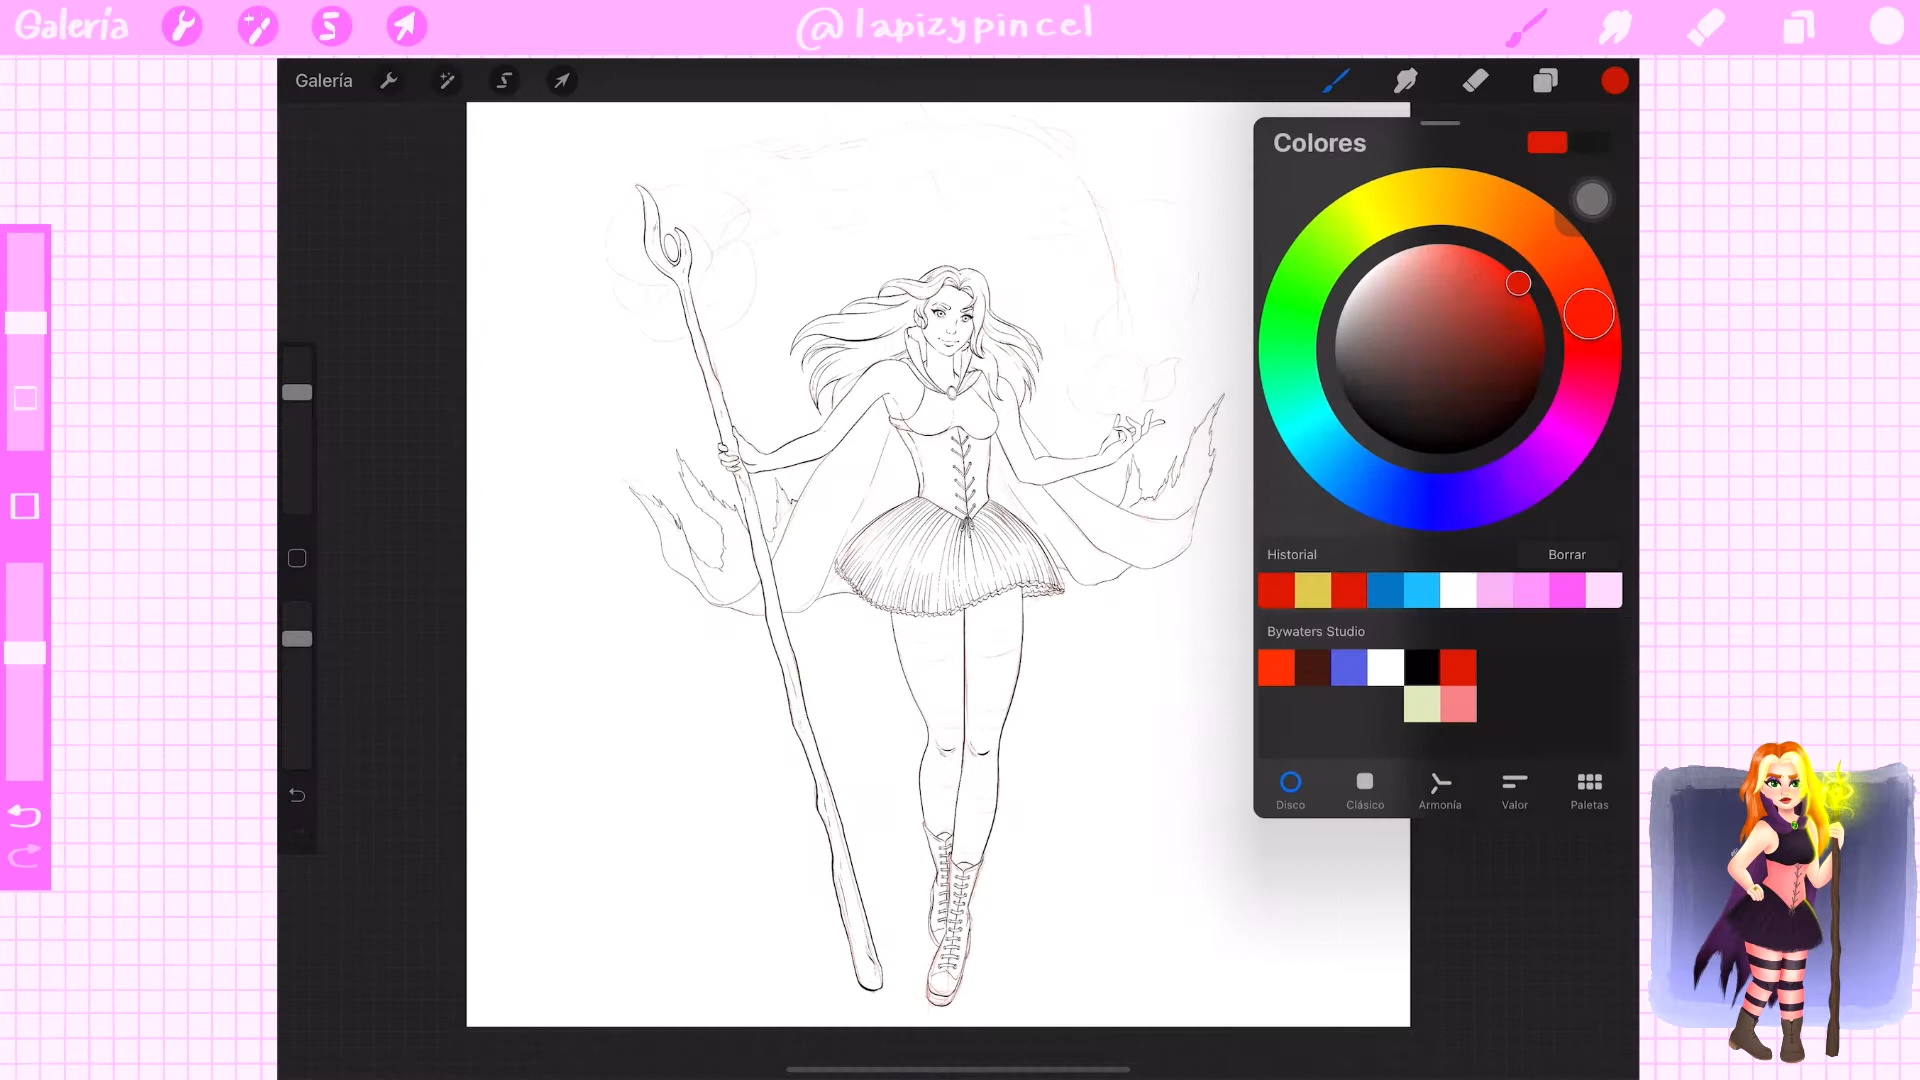 Galería
@lapizypincel
Galería
Colores
Historial
Borrar
Bywaters Studio
Disco
Clásico
Armonía
Valor
Paletas